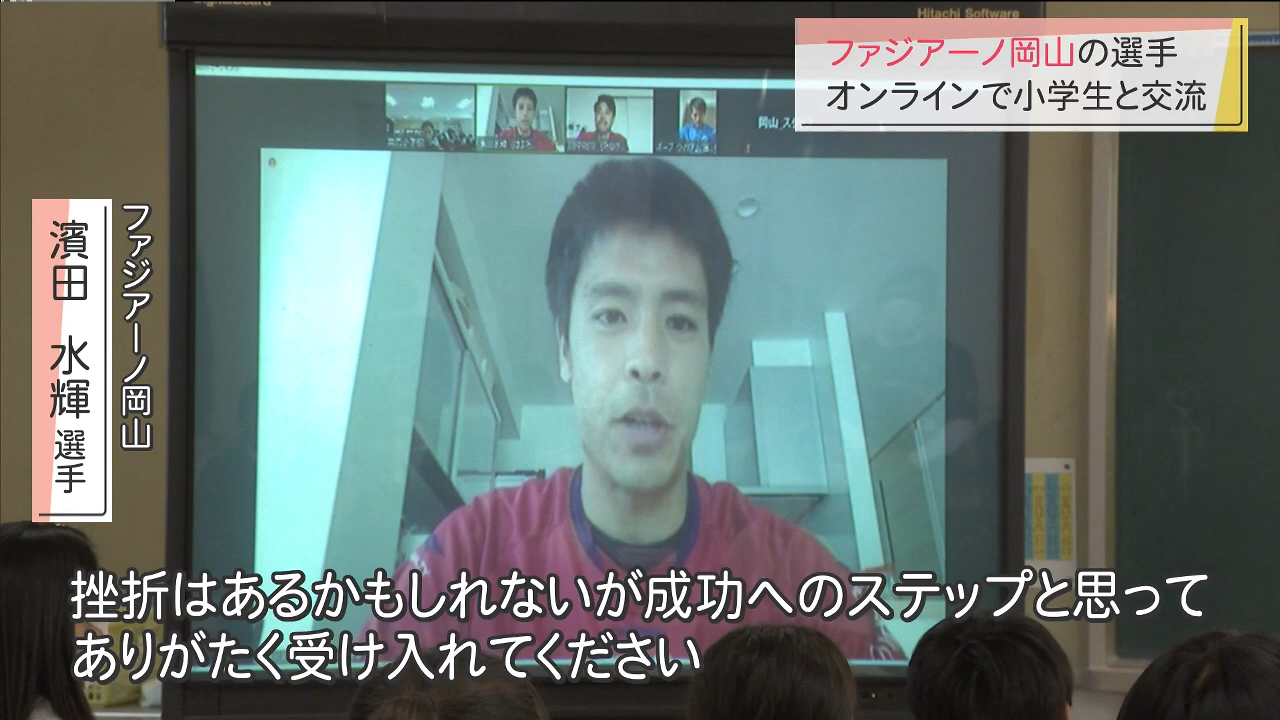 DigitalBoard
Hitachi Software
ファジアーノ岡山の選手
オンラインで小学生と交流
ファジアーノ岡山
濱田 水輝 選手
挫折はあるかもしれないが成功へのステップと思って
ありがたく受け入れてください